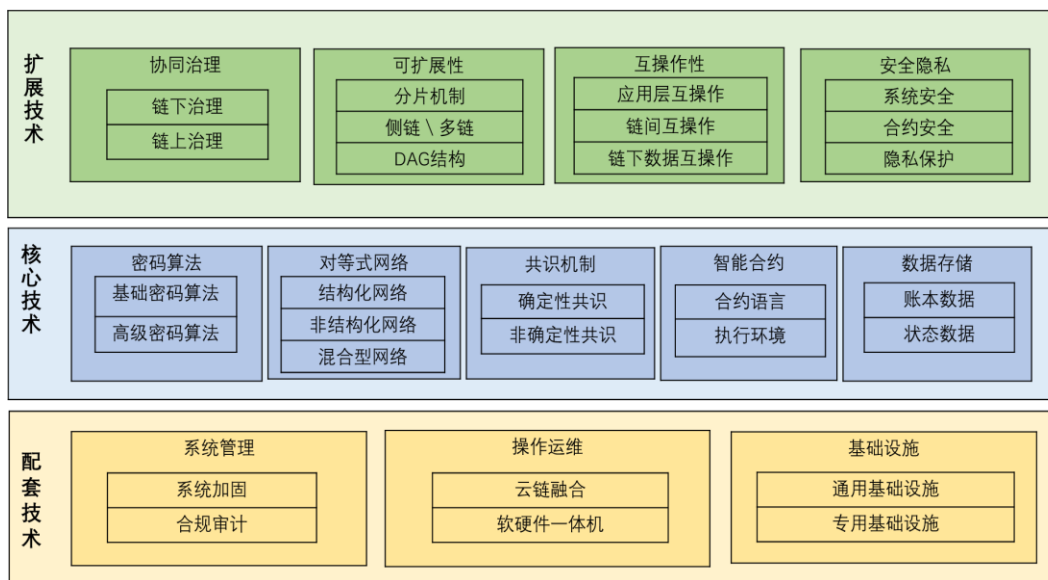 扩展技术
协同治理
链下治理
链上治理
可扩展性
分片机制
侧链 \ 多链
DAG结构
互操作性
应用层互操作
链间互操作
链下数据互操作
安全隐私
系统安全
合约安全
隐私保护
核心技术
密码算法
基础密码算法
高级密码算法
对等式网络
结构化网络
非结构化网络
混合型网络
共识机制
确定性共识
非确定性共识
智能合约
合约语言
执行环境
数据存储
账本数据
状态数据
配套技术
系统管理
系统加固
合规审计
操作运维
云链融合
软硬件一体机
基础设施
通用基础设施
专用基础设施